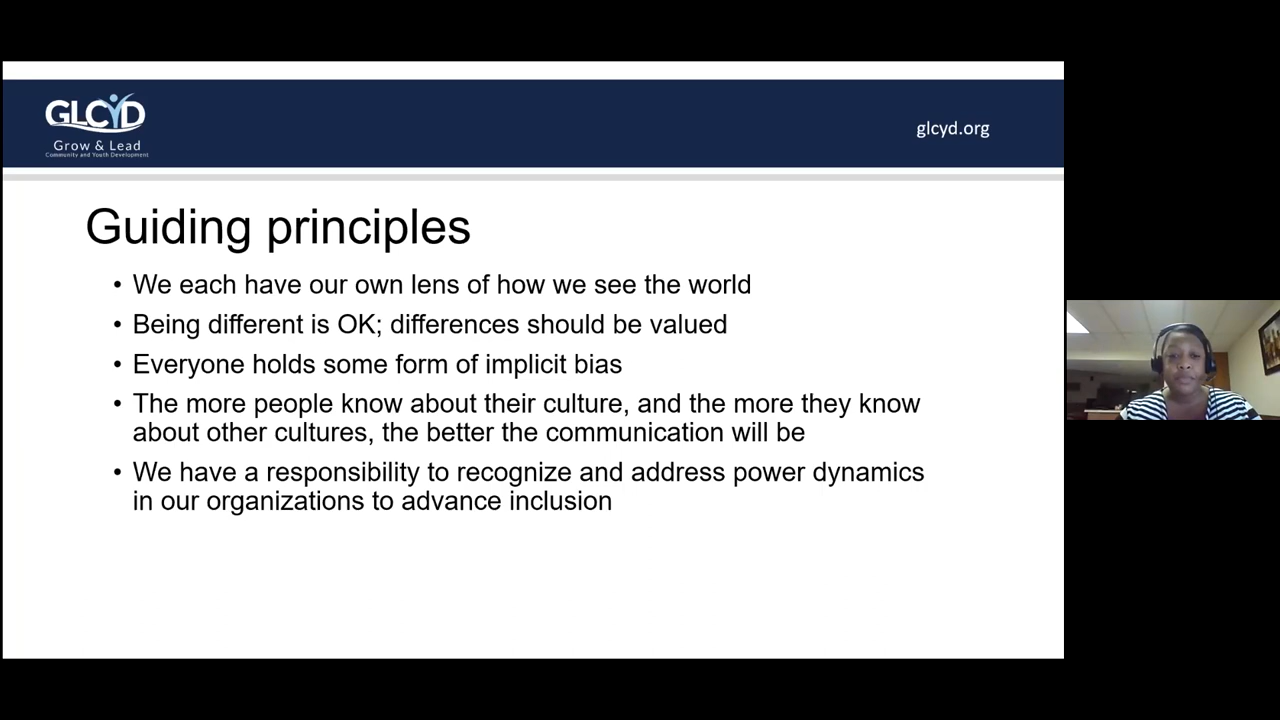 GLCYD
Grow & Lead
Community and Youth Development
glcyd.org
Guiding principles
• We each have our own lens of how we see the world
• Being different is OK; differences should be valued
• Everyone holds some form of implicit bias
• The more people know about their culture, and the more they know
about other cultures, the better the communication will be
• We have a responsibility to recognize and address power dynamics
in our organizations to advance inclusion